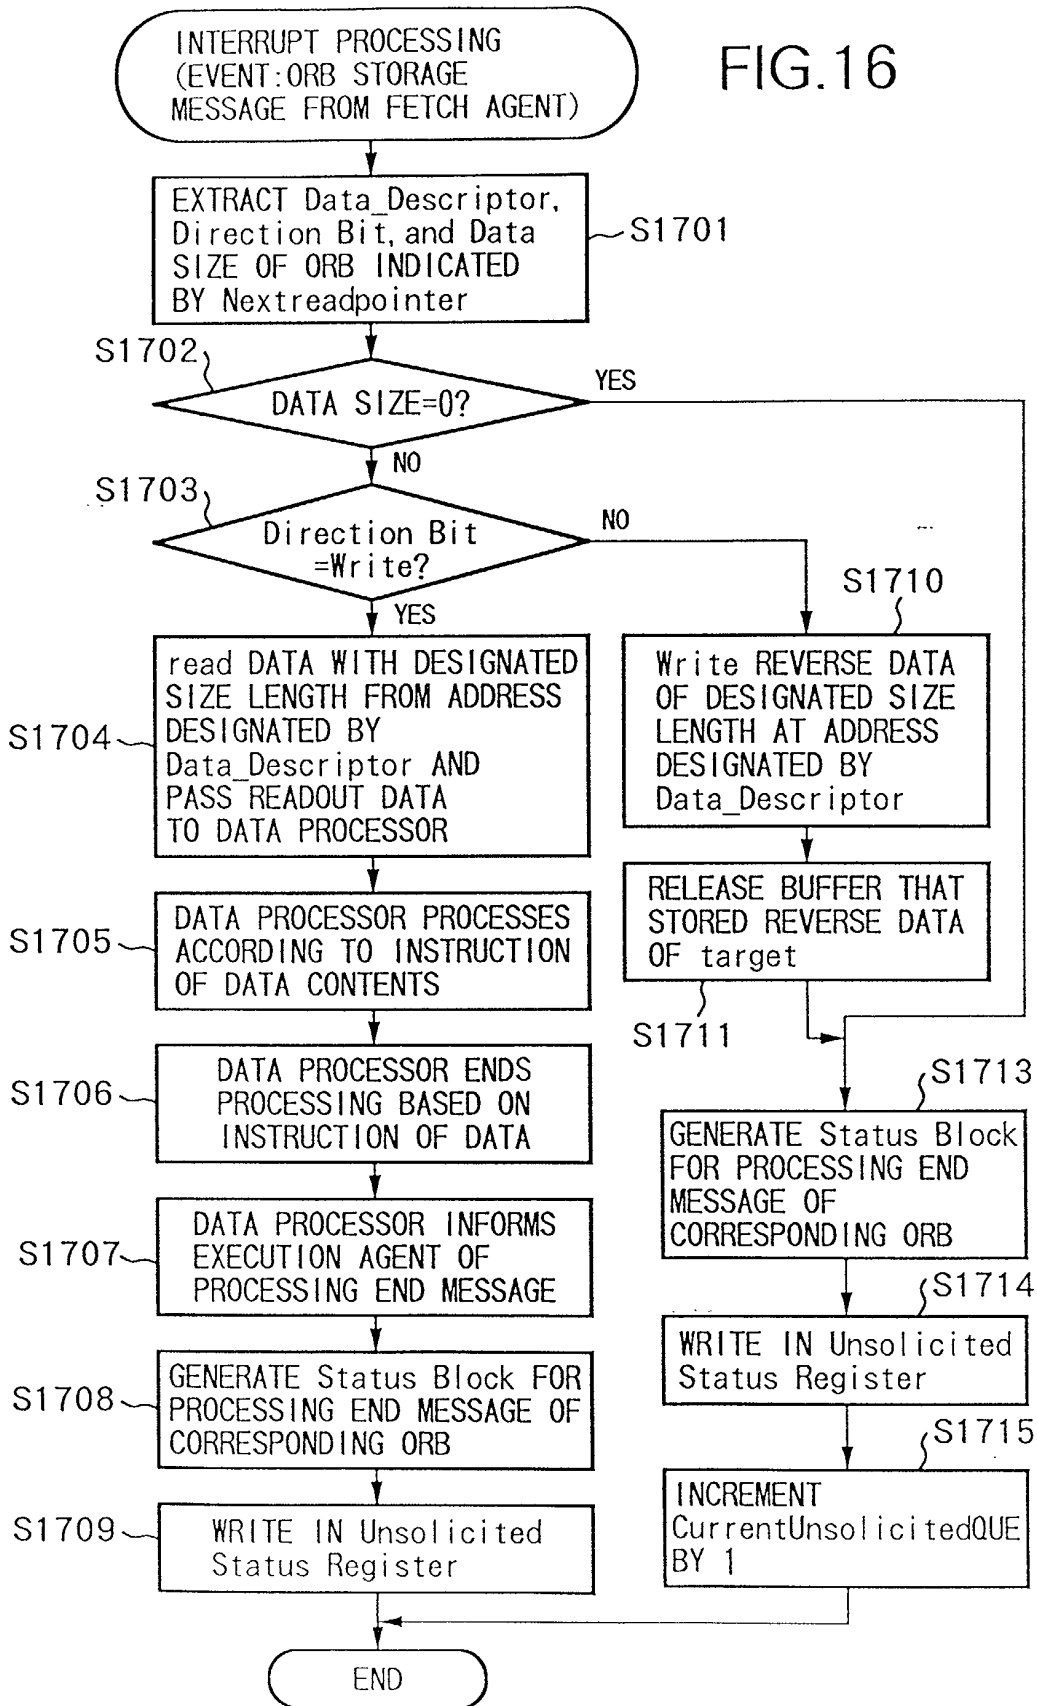 INTERRUPT PROCESSING
(EVENT:ORB STORAGE
MESSAGE FROM FETCH AGENT)
FIG.16
EXTRACT Data_Descriptor,
Direction Bit, and Data
SIZE OF ORB INDICATED
BY Nextreadpointer
S1701
S1702
DATA SIZE=0?
YES
NO
S1703
Direction Bit
=Write?
NO
YES
S1704
read DATA WITH DESIGNATED
SIZE LENGTH FROM ADDRESS
DESIGNATED BY
Data_Descriptor AND
PASS READOUT DATA
TO DATA PROCESSOR
S1710
Write REVERSE DATA
OF DESIGNATED SIZE
LENGTH AT ADDRESS
DESIGNATED BY
Data_Descriptor
S1705
DATA PROCESSOR PROCESSES
ACCORDING TO INSTRUCTION
OF DATA CONTENTS
RELEASE BUFFER THAT
STORED REVERSE DATA
OF target
S1711
S1706
DATA PROCESSOR ENDS
PROCESSING BASED ON
INSTRUCTION OF DATA
S1713
GENERATE Status Block
FOR PROCESSING END
MESSAGE OF
CORRESPONDING ORB
S1707
DATA PROCESSOR INFORMS
EXECUTION AGENT OF
PROCESSING END MESSAGE
S1714
WRITE IN Unsolicited
Status Register
S1708
GENERATE Status Block FOR
PROCESSING END MESSAGE OF
CORRESPONDING ORB
S1715
INCREMENT
CurrentUnsolicitedQUE
BY 1
S1709
WRITE IN Unsolicited
Status Register
END